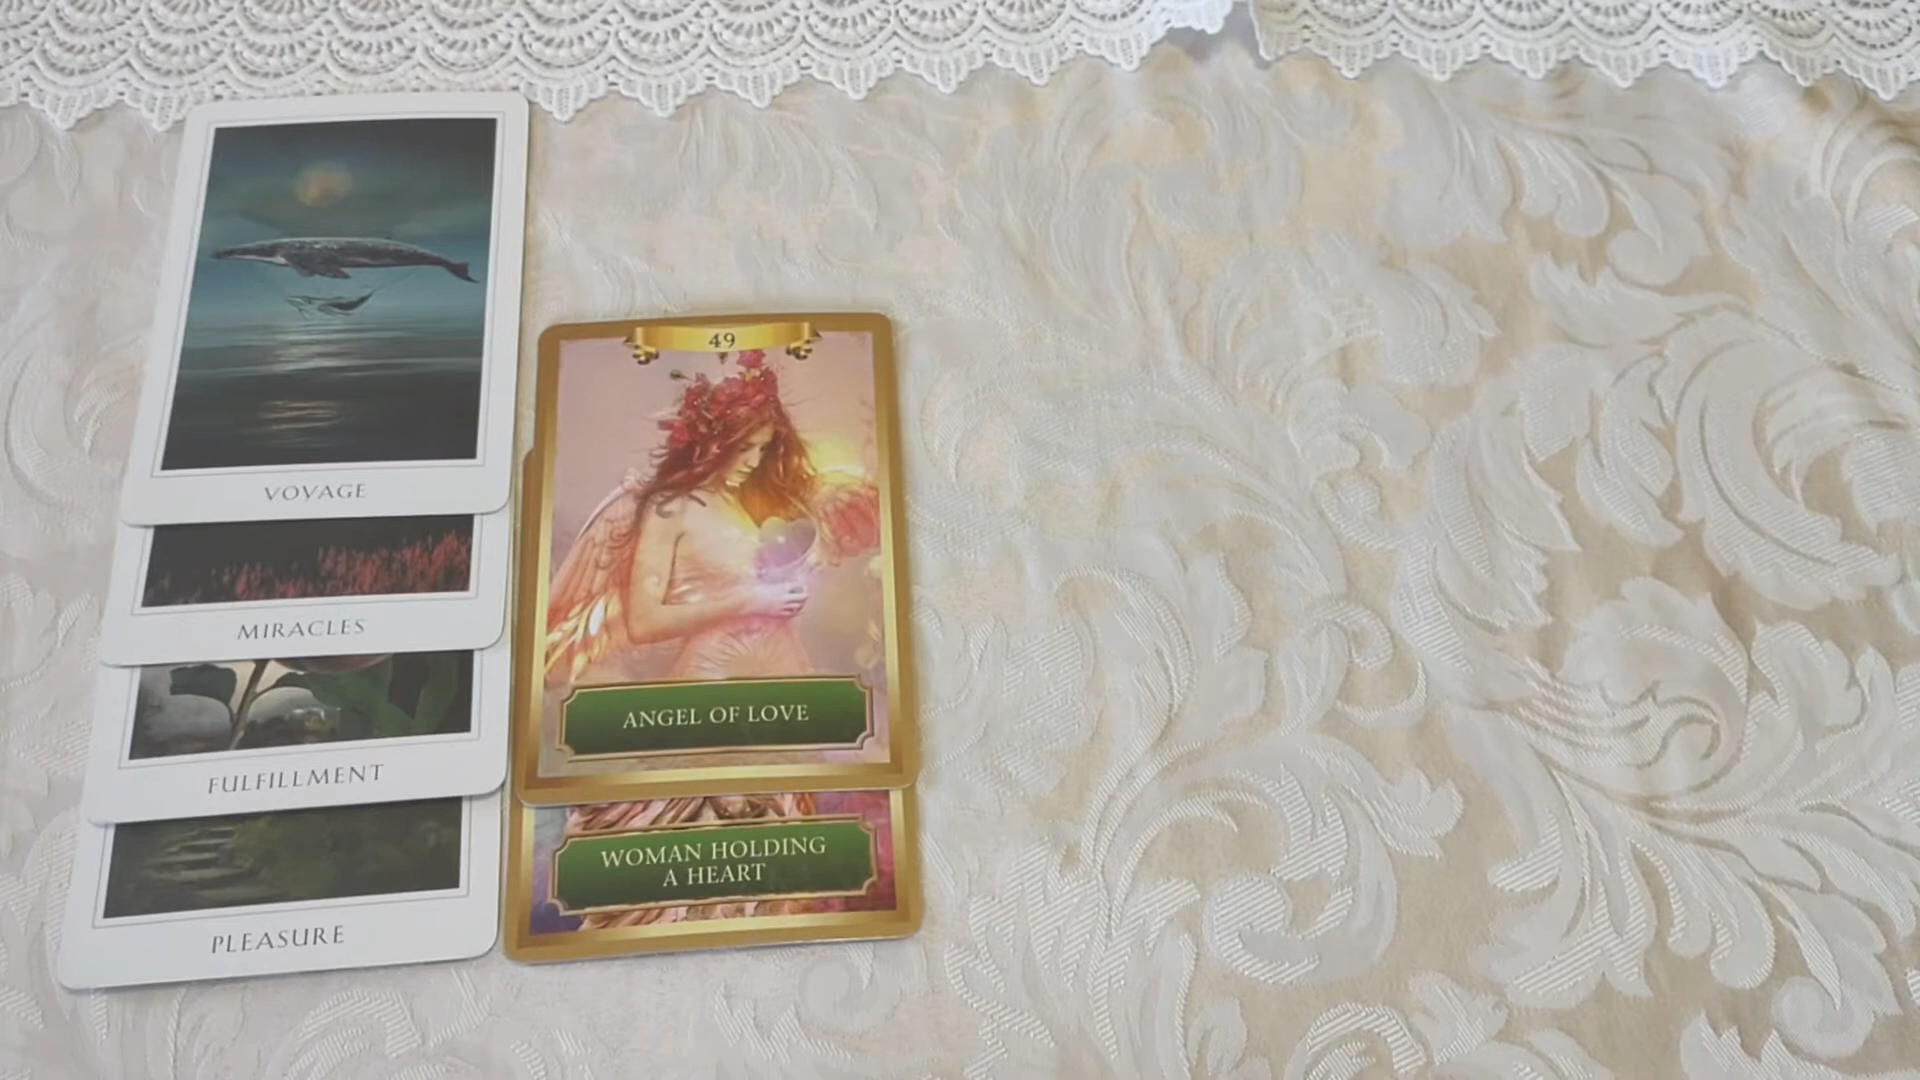 VOYAGE
MIRACLES
FULFILLMENT
PLEASURE
49
ANGEL OF LOVE
WOMAN HOLDING
A HEART